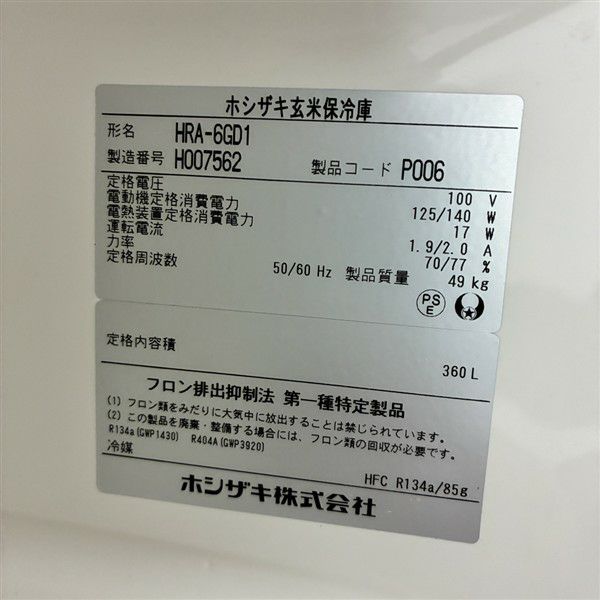 ホシザキ玄米保冷庫
形名 HRA-6GD1
製造番号 H007562 製品コード P006
定格電圧 100 V
電動機定格消費電力 125/140 W
電熱装置定格消費電力 17 W
運転電流 1.9/2.0 A
力率 70/77 %
定格周波数 50/60 Hz 製品質量 49 kg
PSE
定格内容積 360 L
フロン排出抑制法 第一種特定製品
(1) フロン類をみだりに大気中に放出することは禁じられています。
(2) この製品を廃棄・整備する場合には、フロン類の回収が必要です。
R134a(GWP1430) R404A(GWP3920)
冷媒 HFC R134a/85g
ホシザキ株式会社